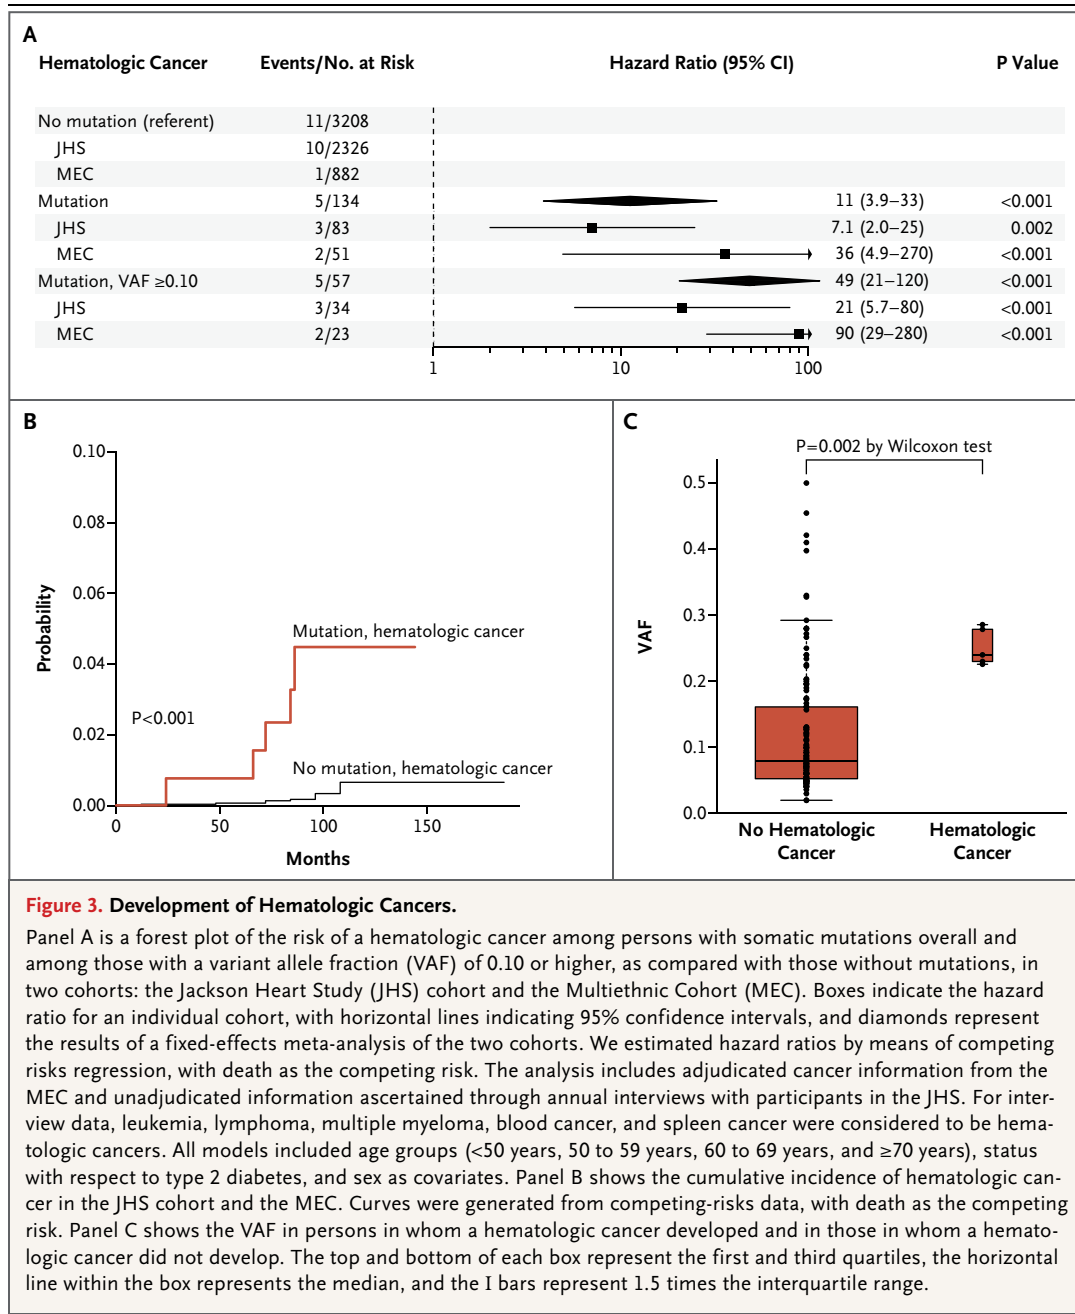 A
Hematologic Cancer Events/No. at Risk Hazard Ratio (95% CI) P Value
No mutation (referent) 11/3208
JHS 10/2326
MEC 1/882
Mutation 5/134 11 (3.9–33) <0.001
JHS 3/83 7.1 (2.0–25) 0.002
MEC 2/51 36 (4.9–270) <0.001
Mutation, VAF ≥0.10 5/57 49 (21–120) <0.001
JHS 3/34 21 (5.7–80) <0.001
MEC 2/23 90 (29–280) <0.001
1 10 100
B
0.10
0.08
0.06
0.04
0.02
0.00
Probability
Mutation, hematologic cancer
P<0.001
No mutation, hematologic cancer
0 50 100 150
Months
C
P=0.002 by Wilcoxon test
0.5
0.4
0.3
0.2
0.1
0.0
VAF
No Hematologic Hematologic
Cancer Cancer
Figure 3. Development of Hematologic Cancers.
Panel A is a forest plot of the risk of a hematologic cancer among persons with somatic mutations overall and
among those with a variant allele fraction (VAF) of 0.10 or higher, as compared with those without mutations, in
two cohorts: the Jackson Heart Study (JHS) cohort and the Multiethnic Cohort (MEC). Boxes indicate the hazard
ratio for an individual cohort, with horizontal lines indicating 95% confidence intervals, and diamonds represent
the results of a fixed-effects meta-analysis of the two cohorts. We estimated hazard ratios by means of competing
risks regression, with death as the competing risk. The analysis includes adjudicated cancer information from the
MEC and unadjudicated information ascertained through annual interviews with participants in the JHS. For inter-
view data, leukemia, lymphoma, multiple myeloma, blood cancer, and spleen cancer were considered to be hema-
tologic cancers. All models included age groups (<50 years, 50 to 59 years, 60 to 69 years, and ≥70 years), status
with respect to type 2 diabetes, and sex as covariates. Panel B shows the cumulative incidence of hematologic can-
cer in the JHS cohort and the MEC. Curves were generated from competing-risks data, with death as the competing
risk. Panel C shows the VAF in persons in whom a hematologic cancer developed and in those in whom a hemato-
logic cancer did not develop. The top and bottom of each box represent the first and third quartiles, the horizontal
line within the box represents the median, and the I bars represent 1.5 times the interquartile range.